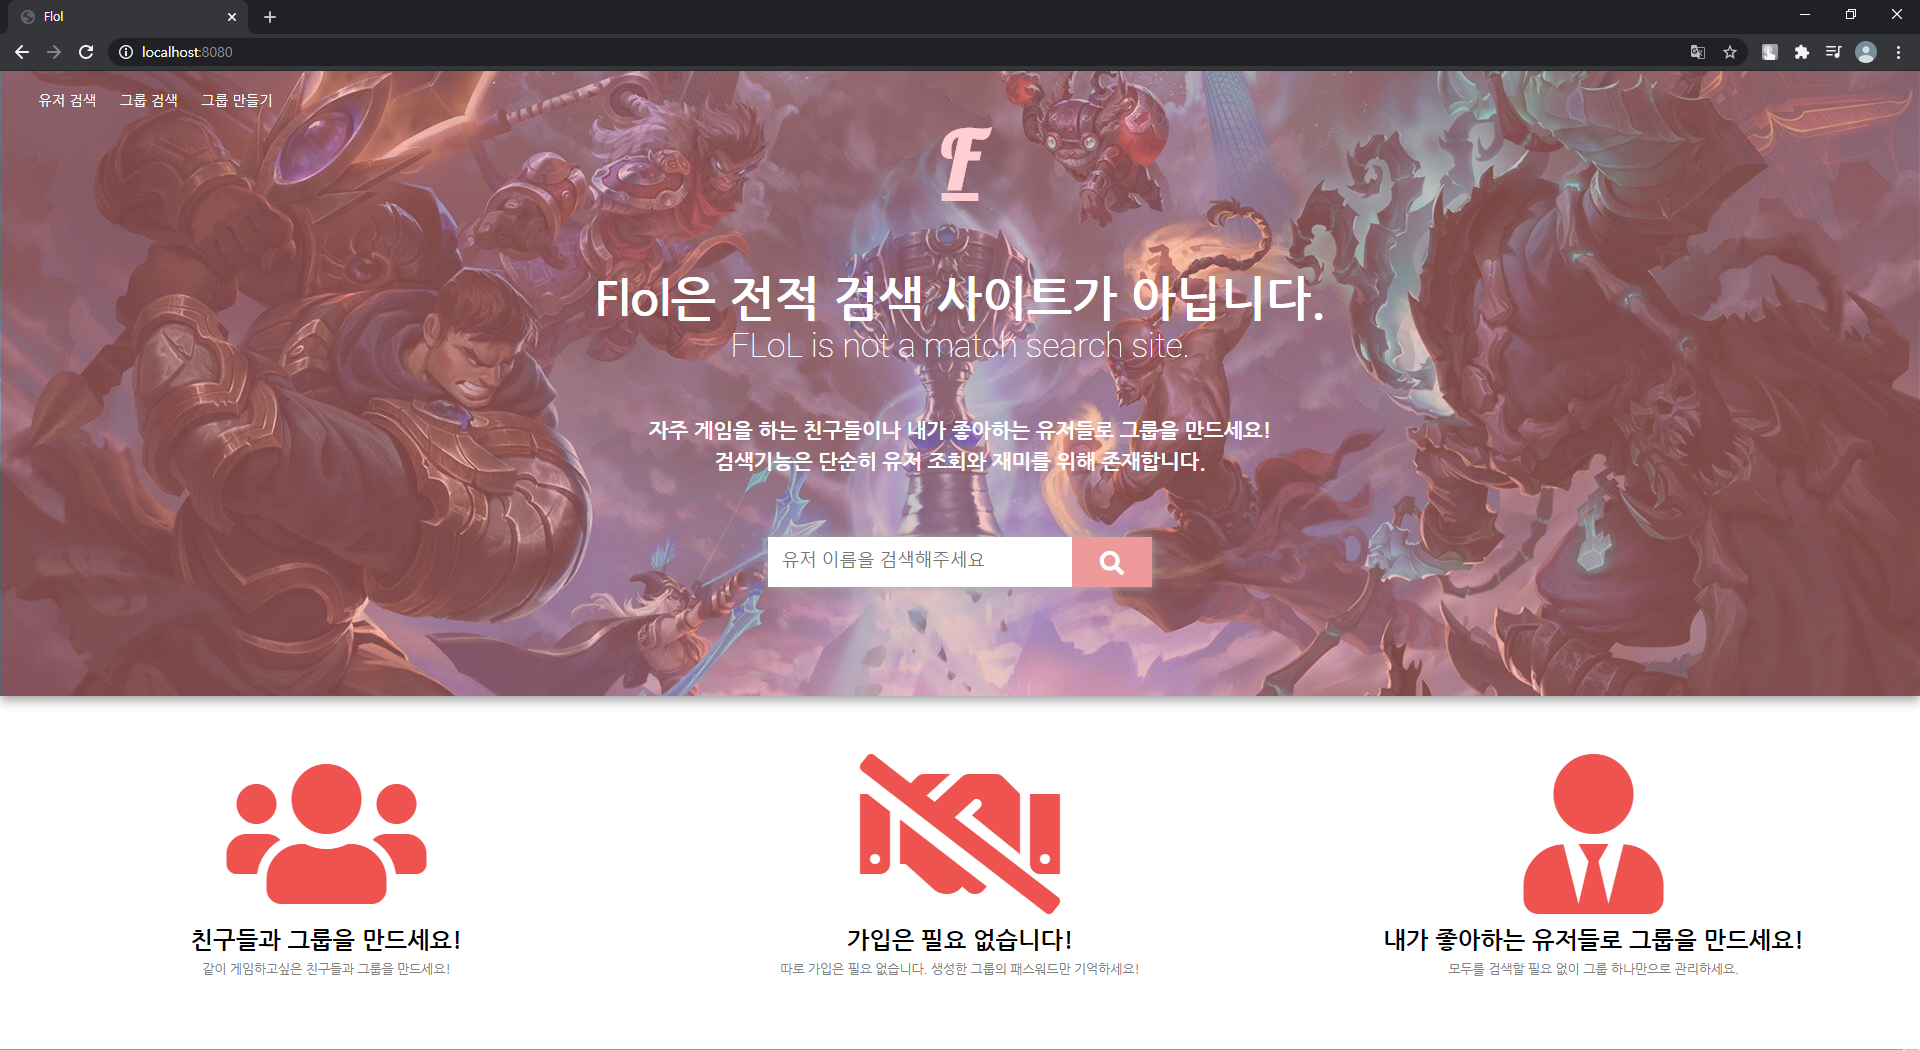 Flol
localhost:8080
유저 검색 그룹 검색 그룹 만들기
F
Flol은 전적 검색 사이트가 아닙니다.
FLoL is not a match search site.
자주 게임을 하는 친구들이나 내가 좋아하는 유저들로 그룹을 만드세요!
검색기능은 단순히 유저 조회와 재미를 위해 존재합니다.
유저 이름을 검색해주세요
친구들과 그룹을 만드세요!
같이 게임하고싶은 친구들과 그룹을 만드세요!
가입은 필요 없습니다!
따로 가입은 필요 없습니다. 생성한 그룹의 패스워드만 기억하세요!
내가 좋아하는 유저들로 그룹을 만드세요!
모두를 검색할 필요 없이 그룹 하나만으로 관리하세요.